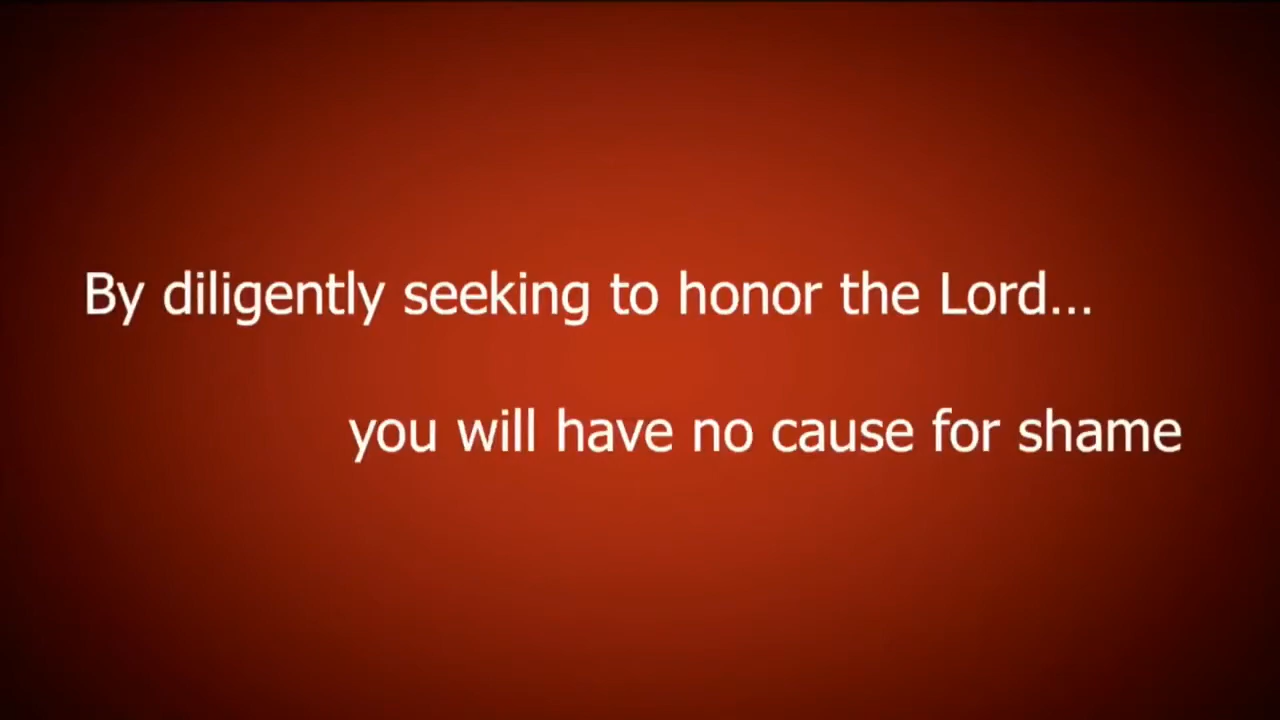 By diligently seeking to honor the Lord...
you will have no cause for shame